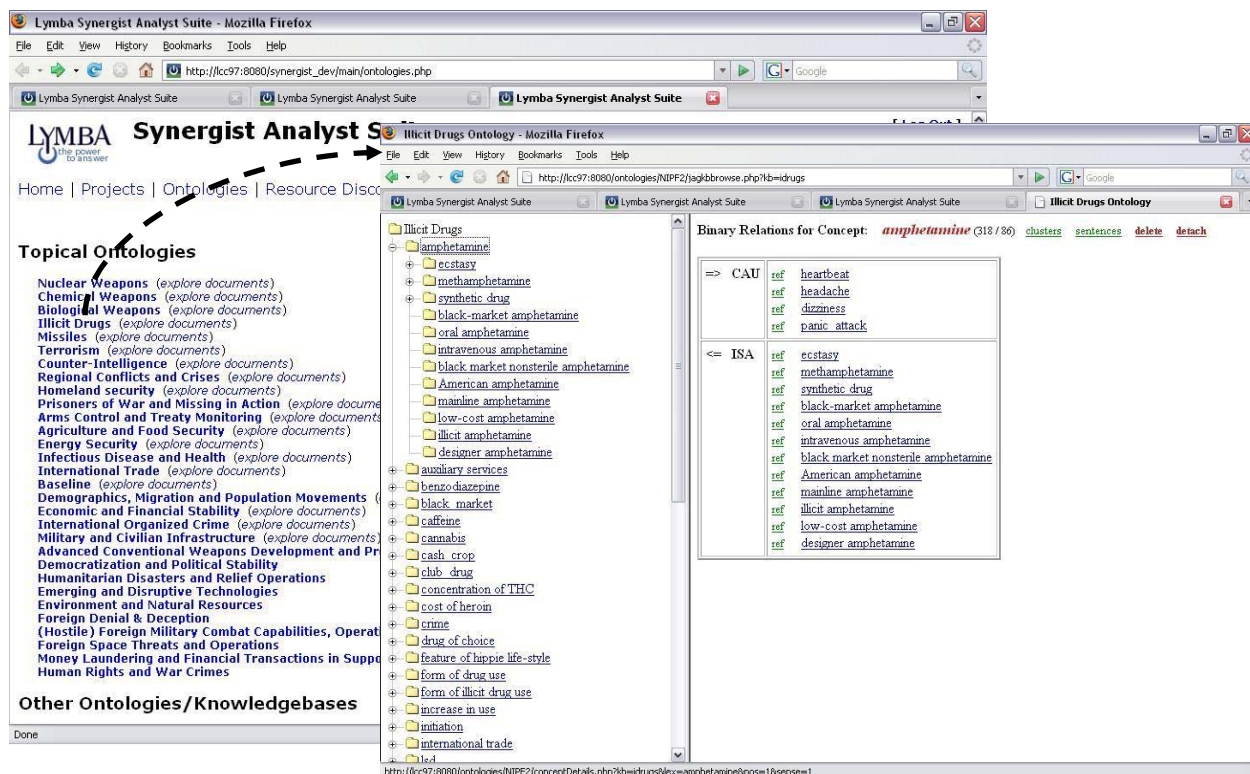 Lymba Synergist Analyst Suite - Mozilla Firefox
File Edit View History Bookmarks Tools Help
http://lcc97:8080/synergist_dev/main/ontologies.php
Google
Lymba Synergist Analyst Suite
Lymba Synergist Analyst Suite
Lymba Synergist Analyst Suite
LYMBA
the power
to answer
Synergist Analyst
Home | Projects | Ontologies | Resource Disco
Topical Ontologies
Nuclear Weapons (explore documents)
Chemical Weapons (explore documents)
Biological Weapons (explore documents)
Illicit Drugs (explore documents)
Missiles (explore documents)
Terrorism (explore documents)
Counter-Intelligence (explore documents)
Regional Conflicts and Crises (explore documents)
Homeland security (explore documents)
Prisoners of War and Missing in Action (explore docume
Arms Control and Treaty Monitoring (explore documents
Agriculture and Food Security (explore documents)
Energy Security (explore documents)
Infectious Disease and Health (explore documents)
International Trade (explore documents)
Baseline (explore documents)
Demographics, Migration and Population Movements (
Economic and Financial Stability (explore documents)
International Organized Crime (explore documents)
Military and Civilian Infrastructure (explore documents)
Advanced Conventional Weapons Development and Pr
Democratization and Political Stability
Humanitarian Disasters and Relief Operations
Emerging and Disruptive Technologies
Environment and Natural Resources
Foreign Denial & Deception
(Hostile) Foreign Military Combat Capabilities, Operat
Foreign Space Threats and Operations
Money Laundering and Financial Transactions in Suppo
Human Rights and War Crimes
Other Ontologies/Knowledgebases
Done
Illicit Drugs Ontology - Mozilla Firefox
File Edit View History Bookmarks Tools Help
http://lcc97:8080/ontologies/NIPF2/jagkbbrowse.php?kb=idrugs
Google
Lymba Synergist Analyst Suite
Lymba Synergist Analyst Suite
Lymba Synergist Analyst Suite
Illicit Drugs Ontology
Illicit Drugs
amphetamine
ecstasy
methamphetamine
synthetic drug
black-market amphetamine
oral amphetamine
intravenous amphetamine
black market nonsterile amphetamine
American amphetamine
mainline amphetamine
low-cost amphetamine
illicit amphetamine
designer amphetamine
auxiliary services
benzodiazepine
black_market
caffeine
cannabis
cash_crop
club_drug
concentration of THC
cost of heroin
crime
drug of choice
feature of hippie life-style
form of drug use
form of illicit drug use
increase in use
initiation
international trade
lsd
Binary Relations for Concept: amphetamine (318 / 86) clusters sentences delete detach
=> CAU ref heartbeat
ref headache
ref dizziness
ref panic_attack
<= ISA ref ecstasy
ref methamphetamine
ref synthetic drug
ref black-market amphetamine
ref oral amphetamine
ref intravenous amphetamine
ref black market nonsterile amphetamine
ref American amphetamine
ref mainline amphetamine
ref illicit amphetamine
ref low-cost amphetamine
ref designer amphetamine
http://lcc97:8080/ontologies/NIPF2/conceptDetails.php?kb=idrugs&lex=amphetamine&pos=1&sense=1